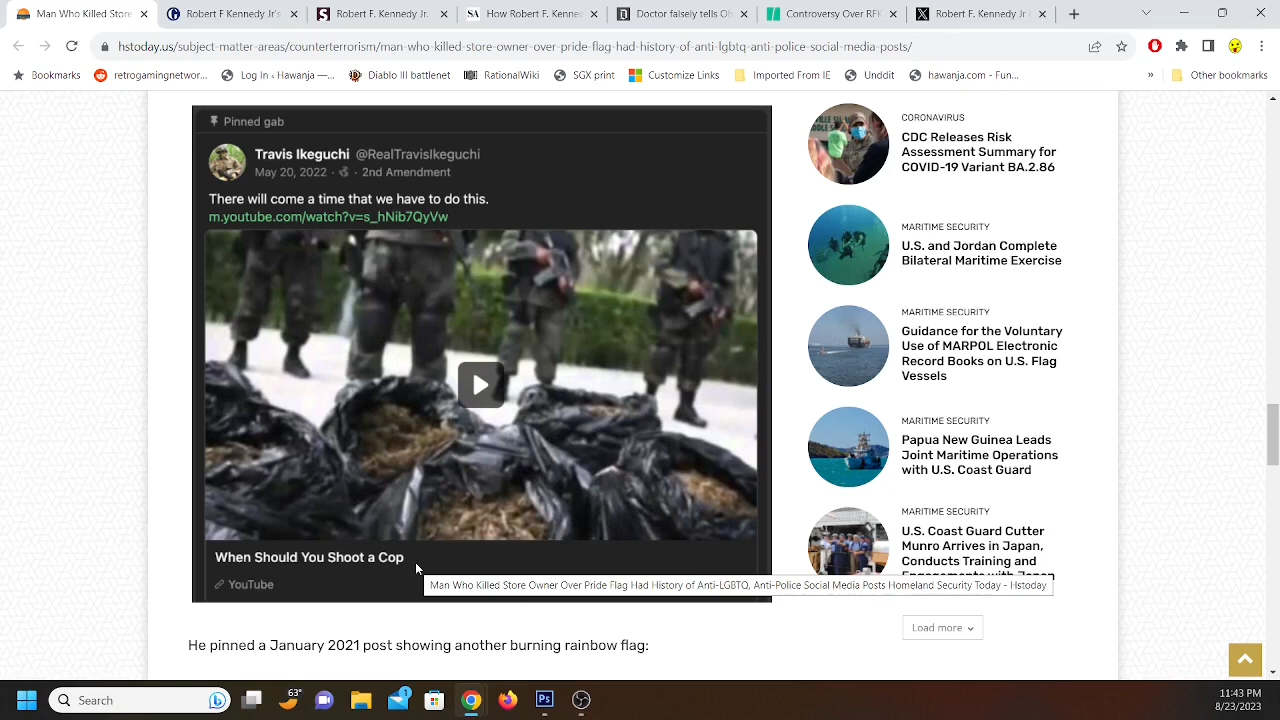 Man Who Killed Store Owner O
Robert F. Kennedy Jr's
Robert F. Kennedy Jr.
How Robert F. Kenned
Doctor falsely tied to b
Controversy Over RFK
Robert F. Kennedy Jr
hstoday.us/subject-matter-areas/counterterrorism/man-who-killed-store-owner-over-pride-flag-had-history-of-anti-lgbtq-anti-police-social-media-posts/
Bookmarks
retrogamingnetwor...
Log In ‹ Hawanja —...
Diablo III battlenet
RationalWiki
SGX print
Customize Links
Imported From IE
Unddit
hawanja.com - Fun...
»
Other bookmarks
Pinned gab
Travis Ikeguchi @RealTravisIkeguchi
May 20, 2022 · · 2nd Amendment
There will come a time that we have to do this.
m.youtube.com/watch?v=s_hNib7QyVw
When Should You Shoot a Cop
YouTube
Man Who Killed Store Owner Over Pride Flag Had History of Anti-LGBTQ, Anti-Police Social Media Posts Homeland Security Today - Hstoday
He pinned a January 2021 post showing another burning rainbow flag:
CORONAVIRUS
CDC Releases Risk
Assessment Summary for
COVID-19 Variant BA.2.86
MARITIME SECURITY
U.S. and Jordan Complete
Bilateral Maritime Exercise
MARITIME SECURITY
Guidance for the Voluntary
Use of MARPOL Electronic
Record Books on U.S. Flag
Vessels
MARITIME SECURITY
Papua New Guinea Leads
Joint Maritime Operations
with U.S. Coast Guard
MARITIME SECURITY
U.S. Coast Guard Cutter
Munro Arrives in Japan,
Conducts Training and
Engagements with Japan
Load more
Search
63°
1
11:43 PM
8/23/2023